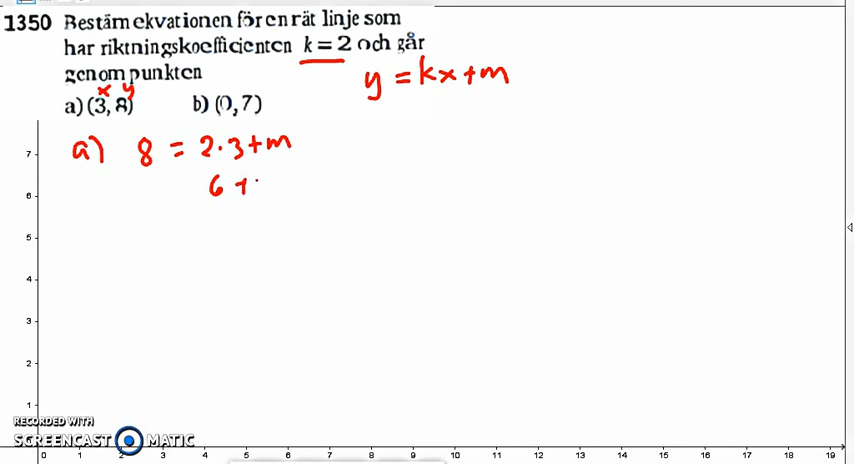 1350 Bestäm ekvationen för en rät linje som
har riktningskoefficienten k = 2 och går
genom punkten
y = kx + m
x y
a) (3, 8) b) (0, 7)
a) 8 = 2·3 + m
6 +
7
6
5
4
3
2
1
0 1 2 3 4 5 6 7 8 9 10 11 12 13 14 15 16 17 18 19
RECORDED WITH
SCREENCAST MATIC